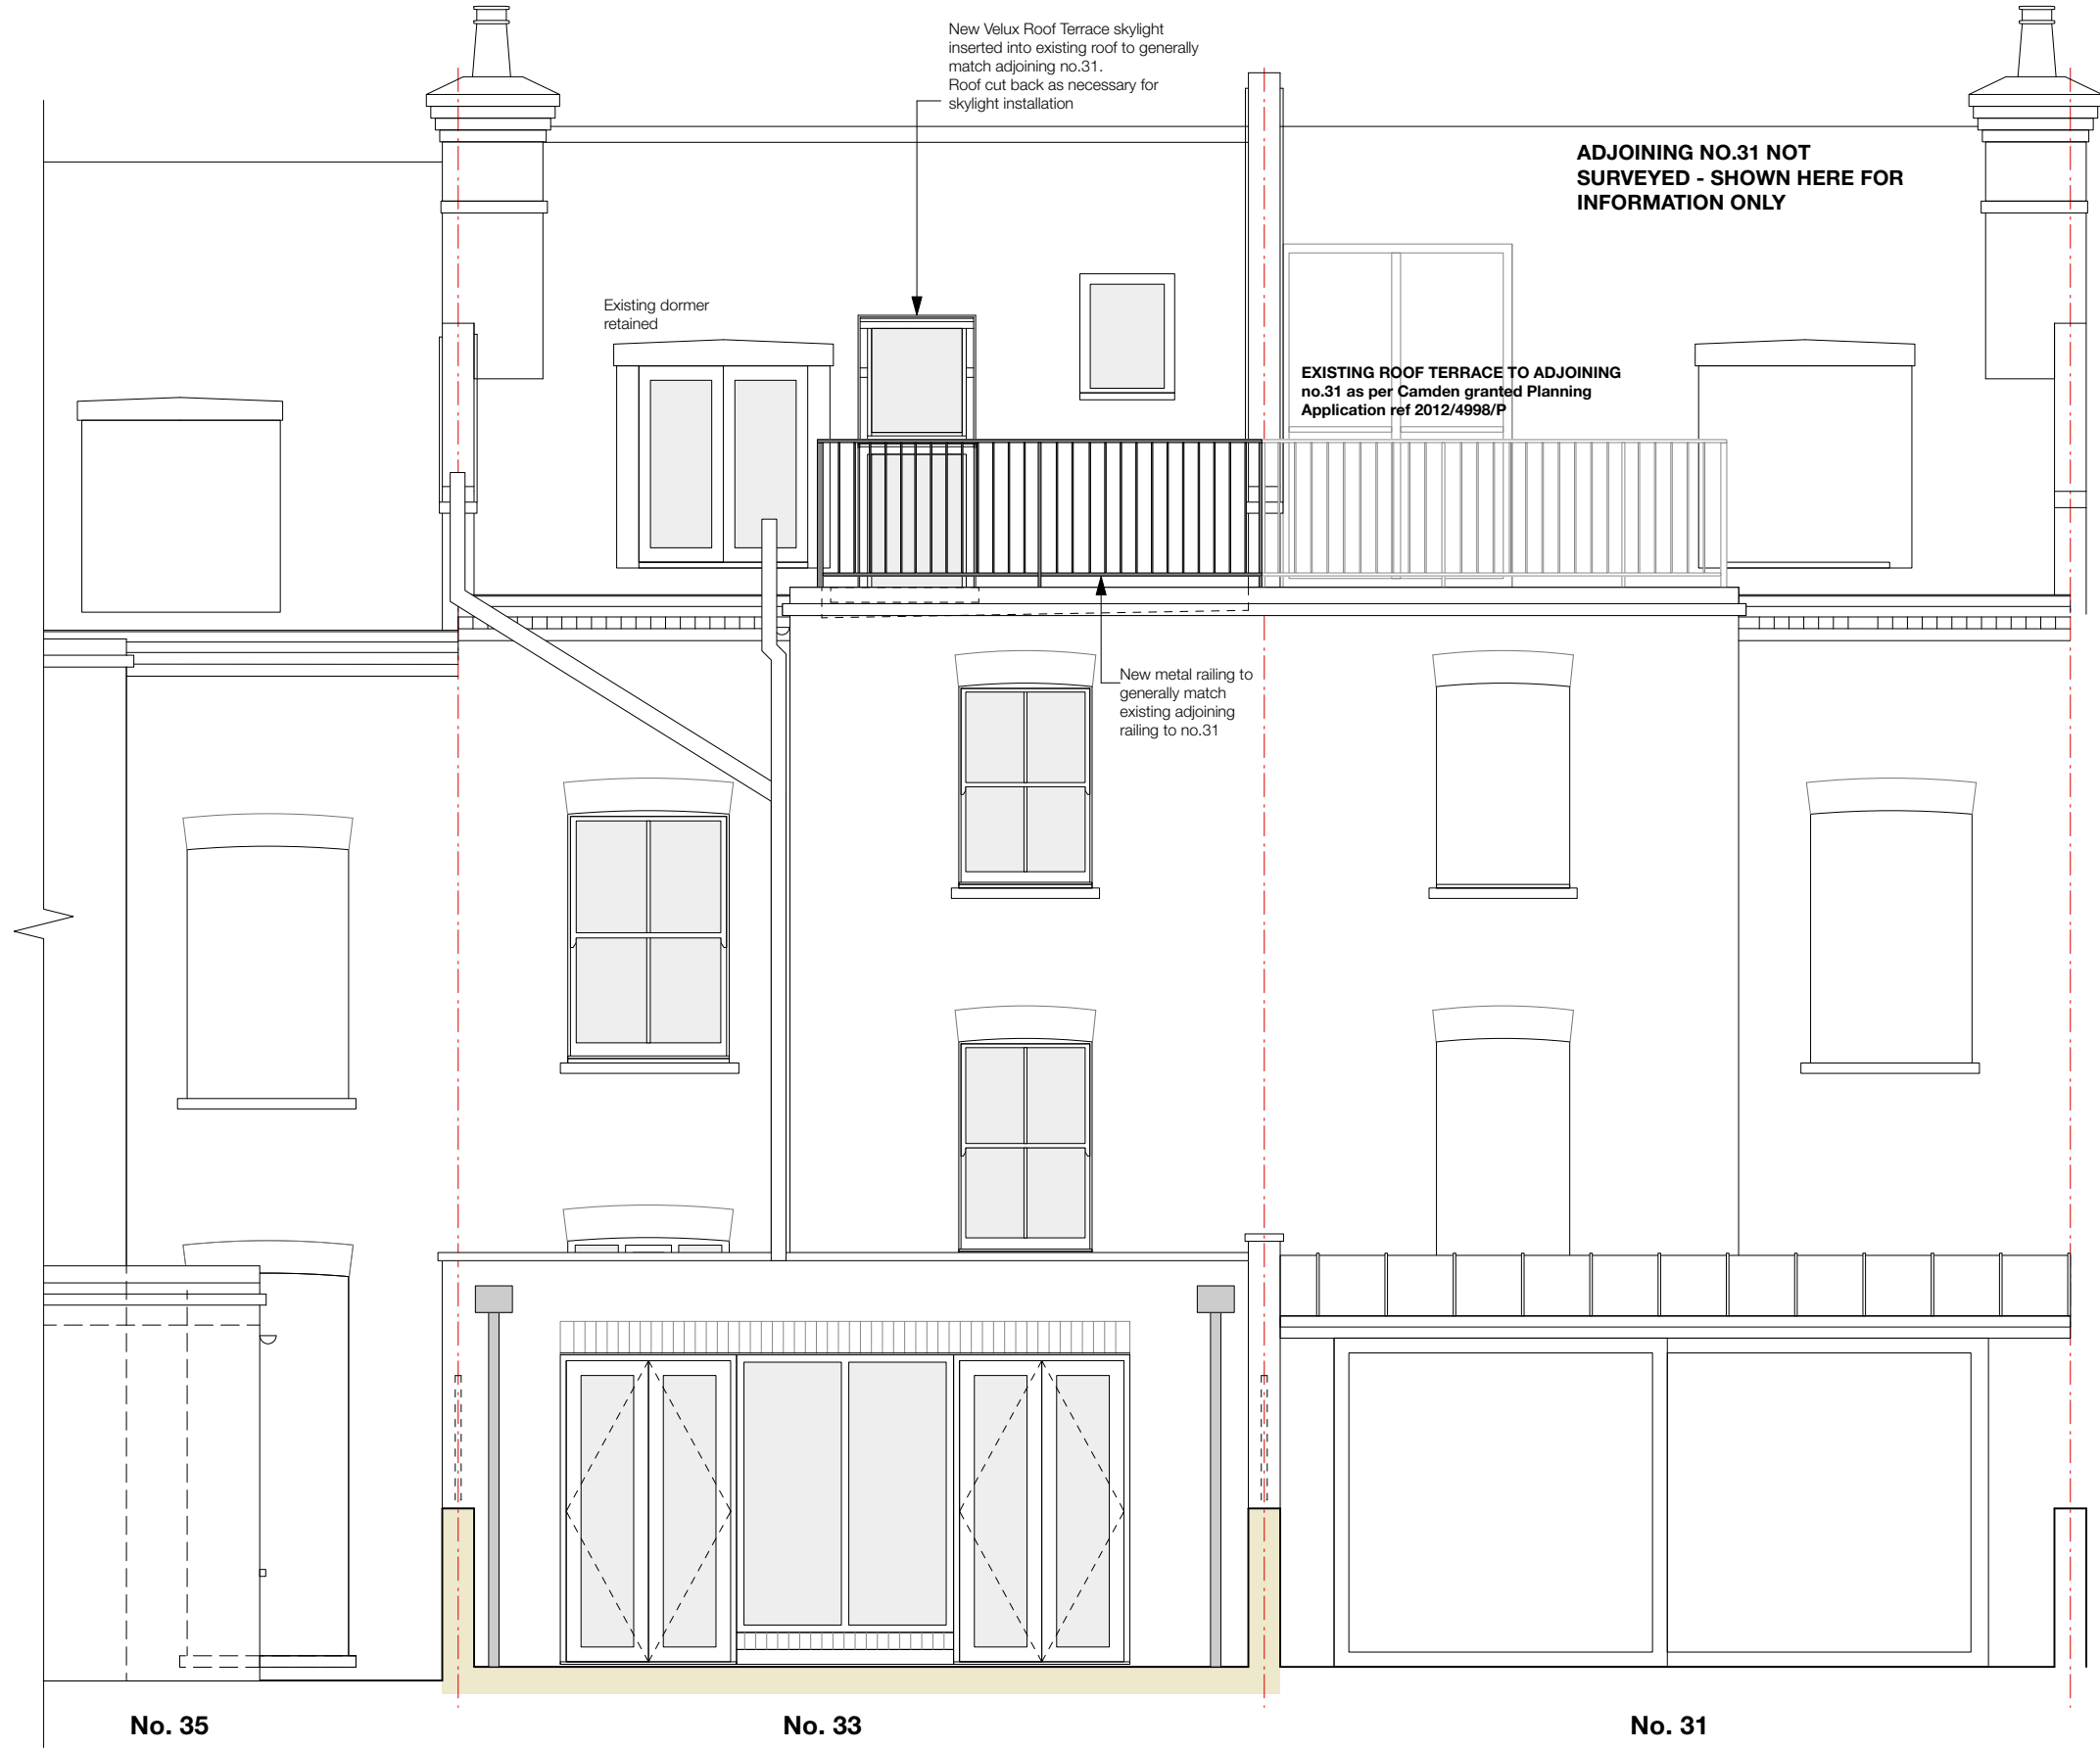 New Velux Roof Terrace skylight
inserted into existing roof to generally
match adjoining no.31.
Roof cut back as necessary for
skylight installation
ADJOINING NO.31 NOT
SURVEYED - SHOWN HERE FOR
INFORMATION ONLY
Existing dormer
retained
EXISTING ROOF TERRACE TO ADJOINING
no.31 as per Camden granted Planning
Application ref 2012/4998/P
New metal railing to
generally match
existing adjoining
railing to no.31
No. 35
No. 33
No. 31